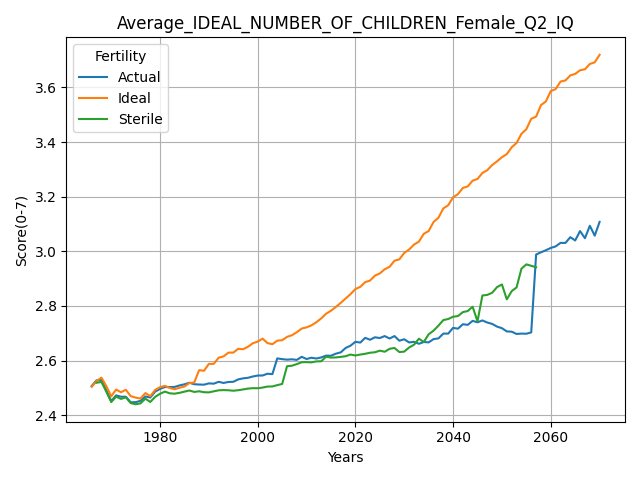 Average_IDEAL_NUMBER_OF_CHILDREN_Female_Q2_IQ
Fertility
Actual
Ideal
Sterile
Score(0-7)
3.6
3.4
3.2
3.0
2.8
2.6
2.4
1980 2000 2020 2040 2060
Years